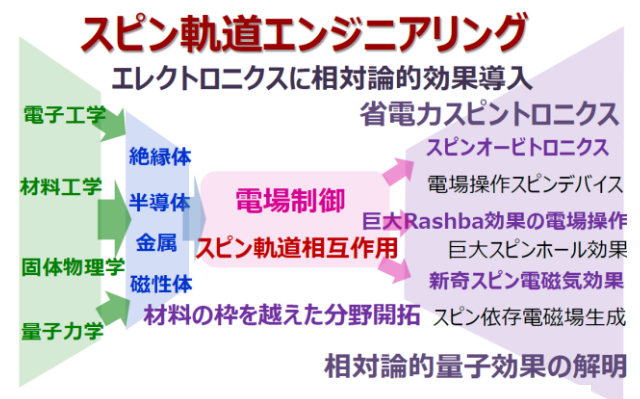 スピン軌道エンジニアリング
エレクトロニクスに相対論的効果導入
電子工学
材料工学
固体物理学
量子力学
絶縁体
半導体
金属
磁性体
電場制御
スピン軌道相互作用
材料の枠を越えた分野開拓
省電力スピントロニクス
スピンオービトロニクス
電場操作スピンデバイス
巨大Rashba効果の電場操作
巨大スピンホール効果
新奇スピン電磁気効果
スピン依存電磁場生成
相対論的量子効果の解明